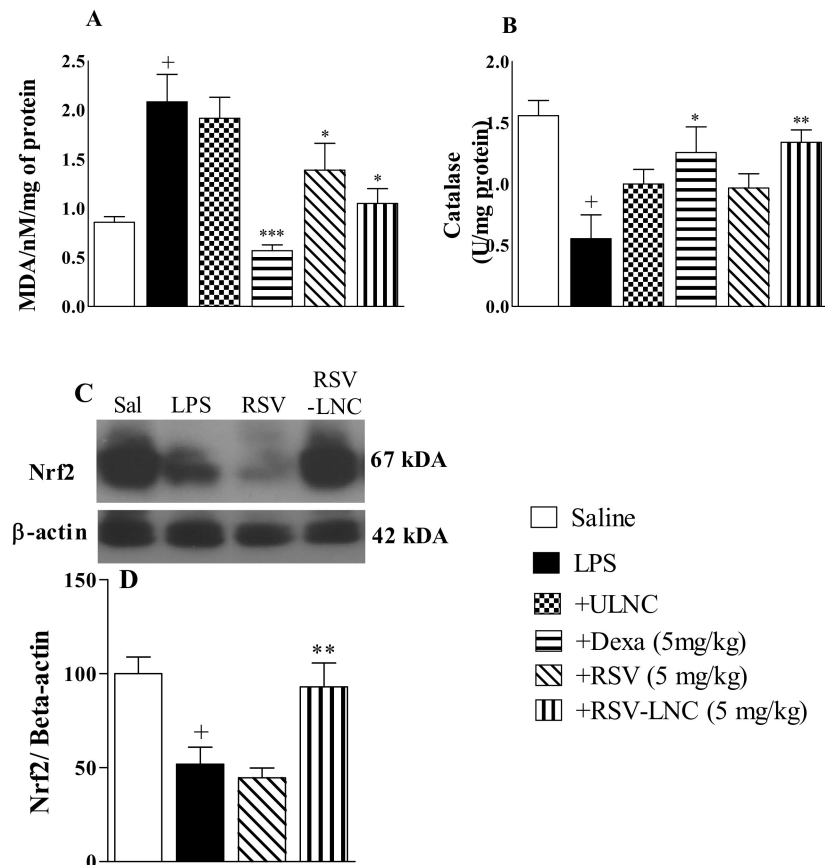 A
MDA/nM/mg of protein
2.5
2.0
1.5
1.0
0.5
0.0
+
***
*
*
B
Catalase
(U/mg protein)
2.0
1.5
1.0
0.5
0.0
+
*
**
C
Sal LPS RSV RSV
-LNC
Nrf2
67 kDA
β-actin
42 kDA
D
Nrf2/ Beta-actin
150
100
50
0
+
**
Saline
LPS
+ULNC
+Dexa (5mg/kg)
+RSV (5 mg/kg)
+RSV-LNC (5 mg/kg)